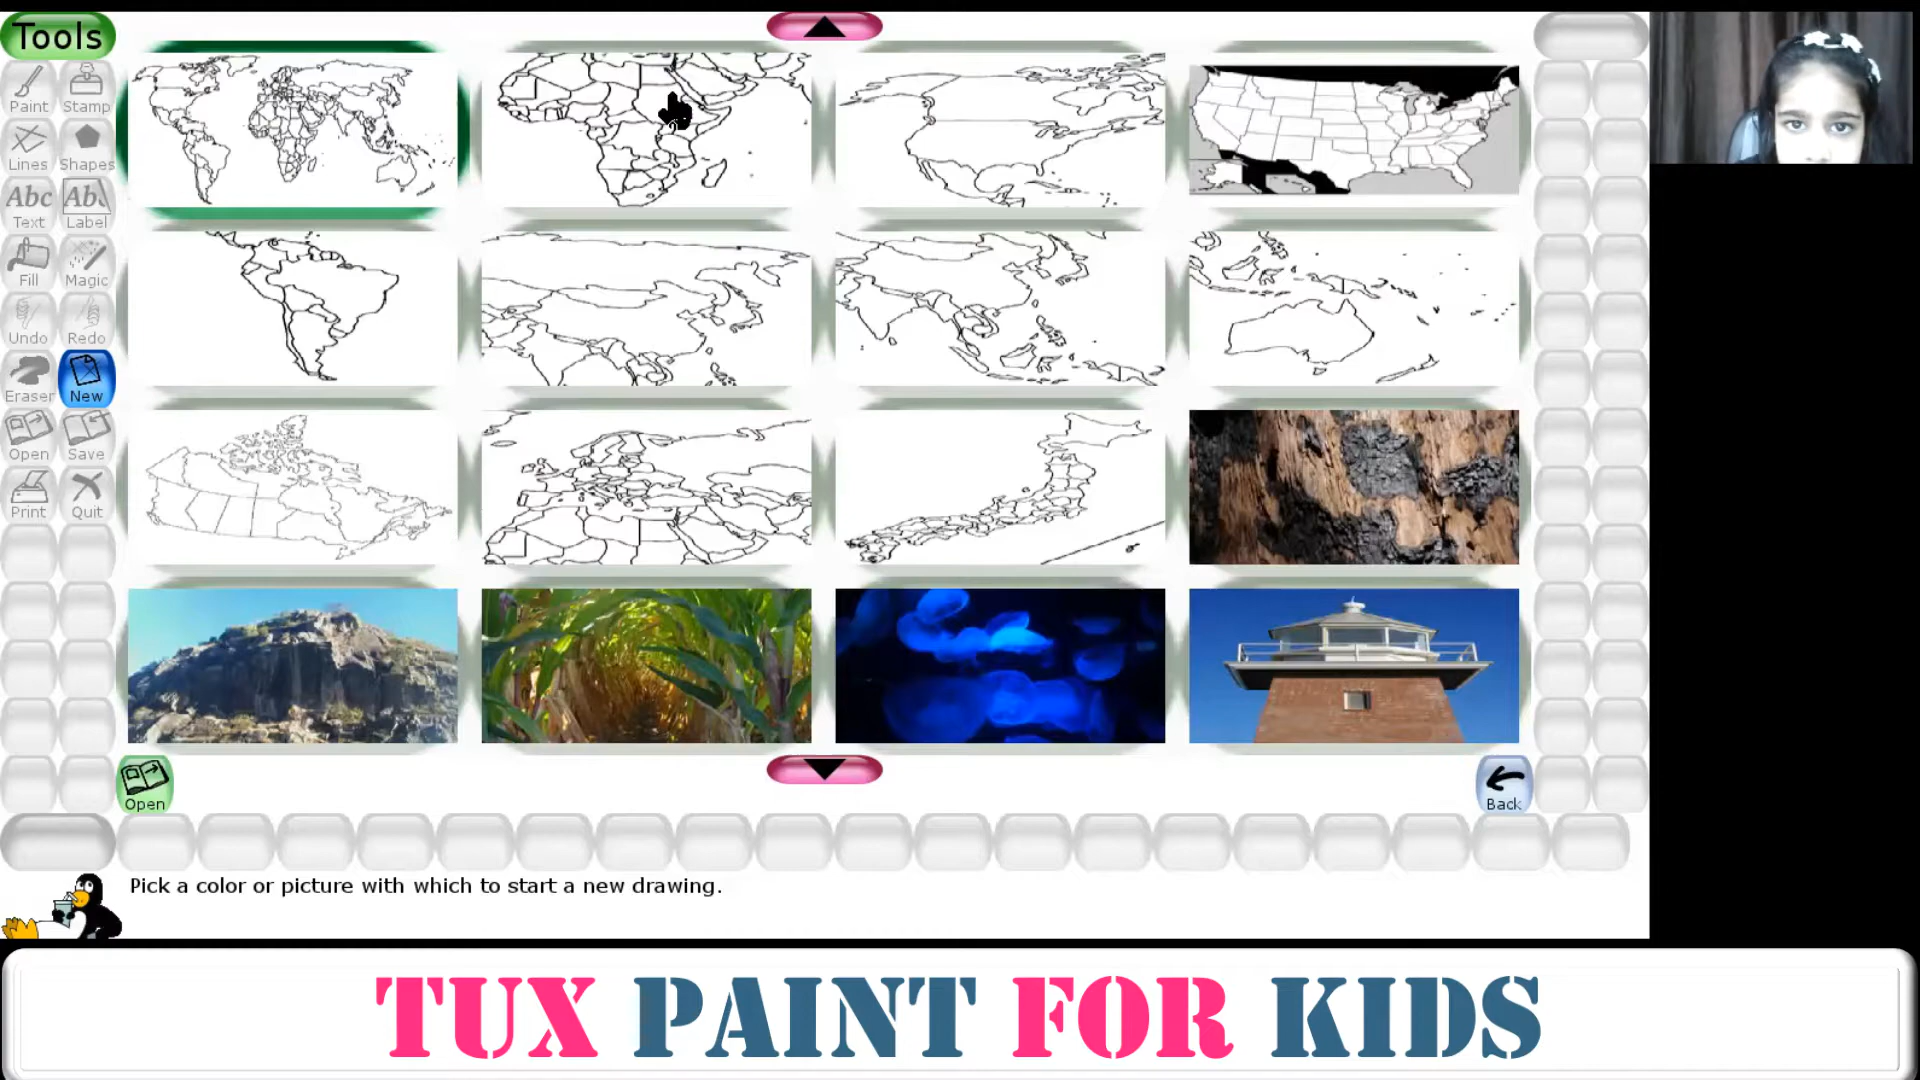 Tools
Paint Stamp
Lines Shapes
Abc Abc
Text Label
Fill Magic
Undo Redo
Eraser New
Open Save
Print Quit
Open
Back
Pick a color or picture with which to start a new drawing.
TUX PAINT FOR KIDS